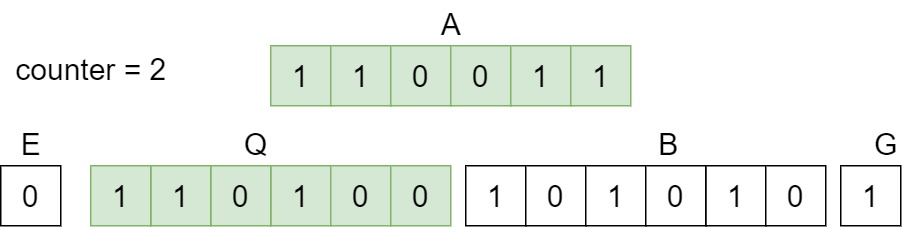 A
counter = 2
1 1 0 0 1 1
E Q B G
0 1 1 0 1 0 0 1 0 1 0 1 0 1